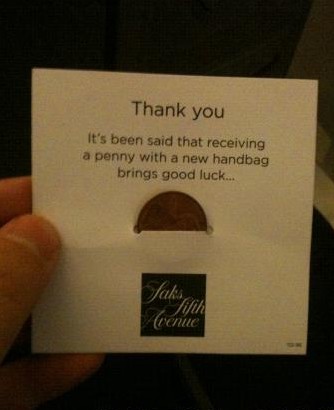 Thank you
It's been said that receiving
a penny with a new handbag
brings good luck...
Saks
Fifth
Avenue